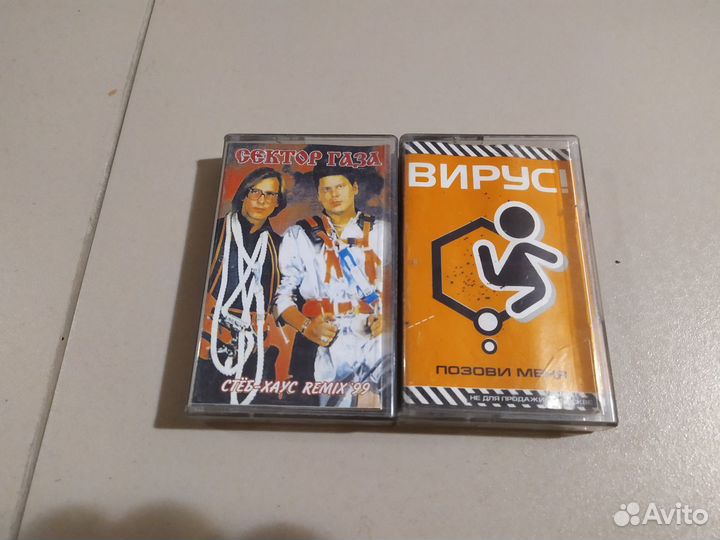 СЕКТОР ГАЗА
СТЁБ-ХАУС REMIX'99
ВИРУС!
ПОЗОВИ МЕНЯ
НЕ ДЛЯ ПРОДАЖИ
Avito